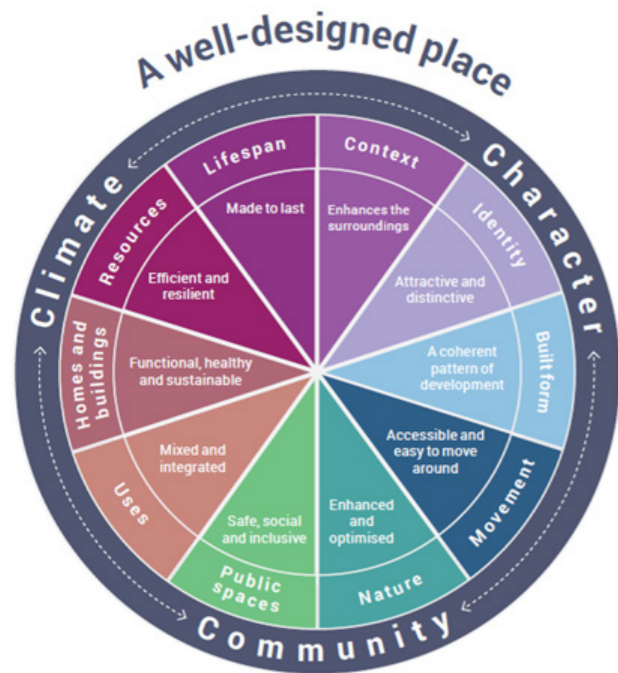 A well-designed place
Climate
Character
Community
Context
Enhances the
surroundings
Identity
Attractive and
distinctive
Built form
A coherent
pattern of
development
Movement
Accessible and
easy to move
around
Nature
Enhanced
and
optimised
Public
spaces
Safe, social
and inclusive
Uses
Mixed and
integrated
Homes and
buildings
Functional, healthy
and sustainable
Resources
Efficient and
resilient
Lifespan
Made to last